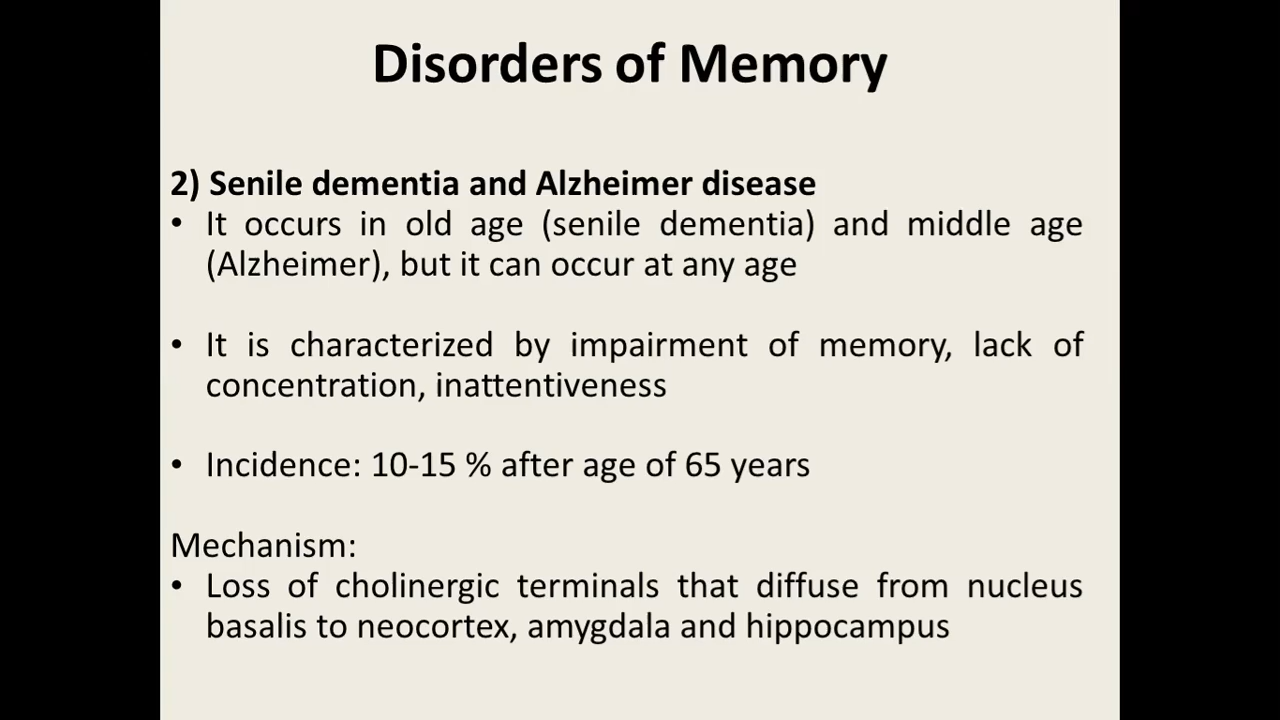 Disorders of Memory
2) Senile dementia and Alzheimer disease
• It occurs in old age (senile dementia) and middle age
(Alzheimer), but it can occur at any age
• It is characterized by impairment of memory, lack of
concentration, inattentiveness
• Incidence: 10-15 % after age of 65 years
Mechanism:
• Loss of cholinergic terminals that diffuse from nucleus
basalis to neocortex, amygdala and hippocampus